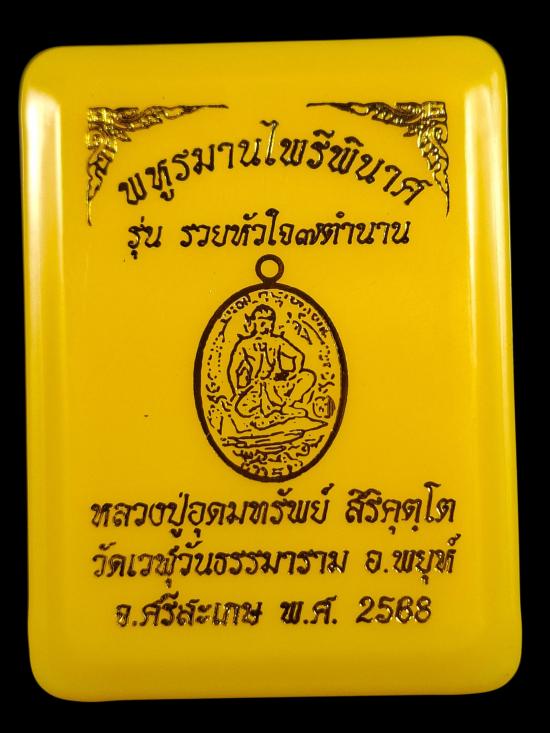 พหูรมานไพรีพินาศ
รุ่น รวยหัวใจ๗ตำนาน
หลวงปู่อุดมทรัพย์ สิริคุตฺโต
วัดเวฬุวันธรรมาราม อ.พยุห์
จ.ศรีสะเกษ พ.ศ. 2568